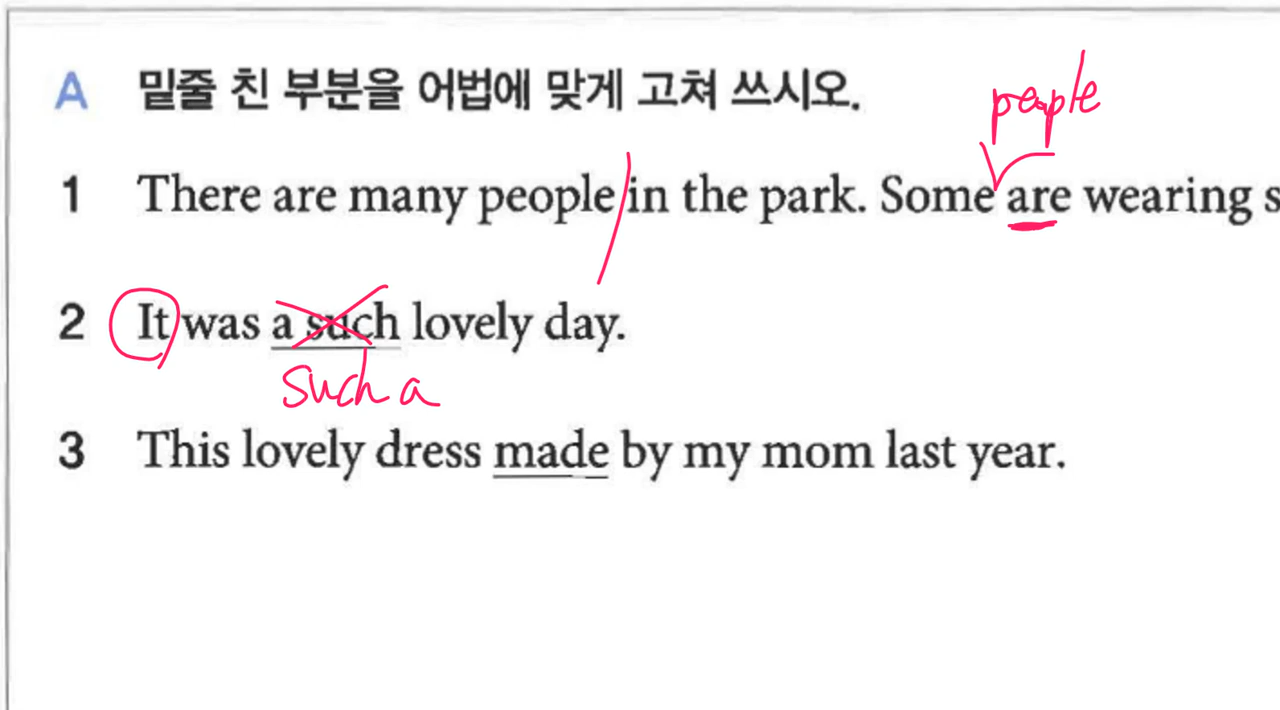 A 밑줄 친 부분을 어법에 맞게 고쳐 쓰시오.
people
1 There are many people in the park. Some are wearing s
2 It was a such lovely day.
such a
3 This lovely dress made by my mom last year.